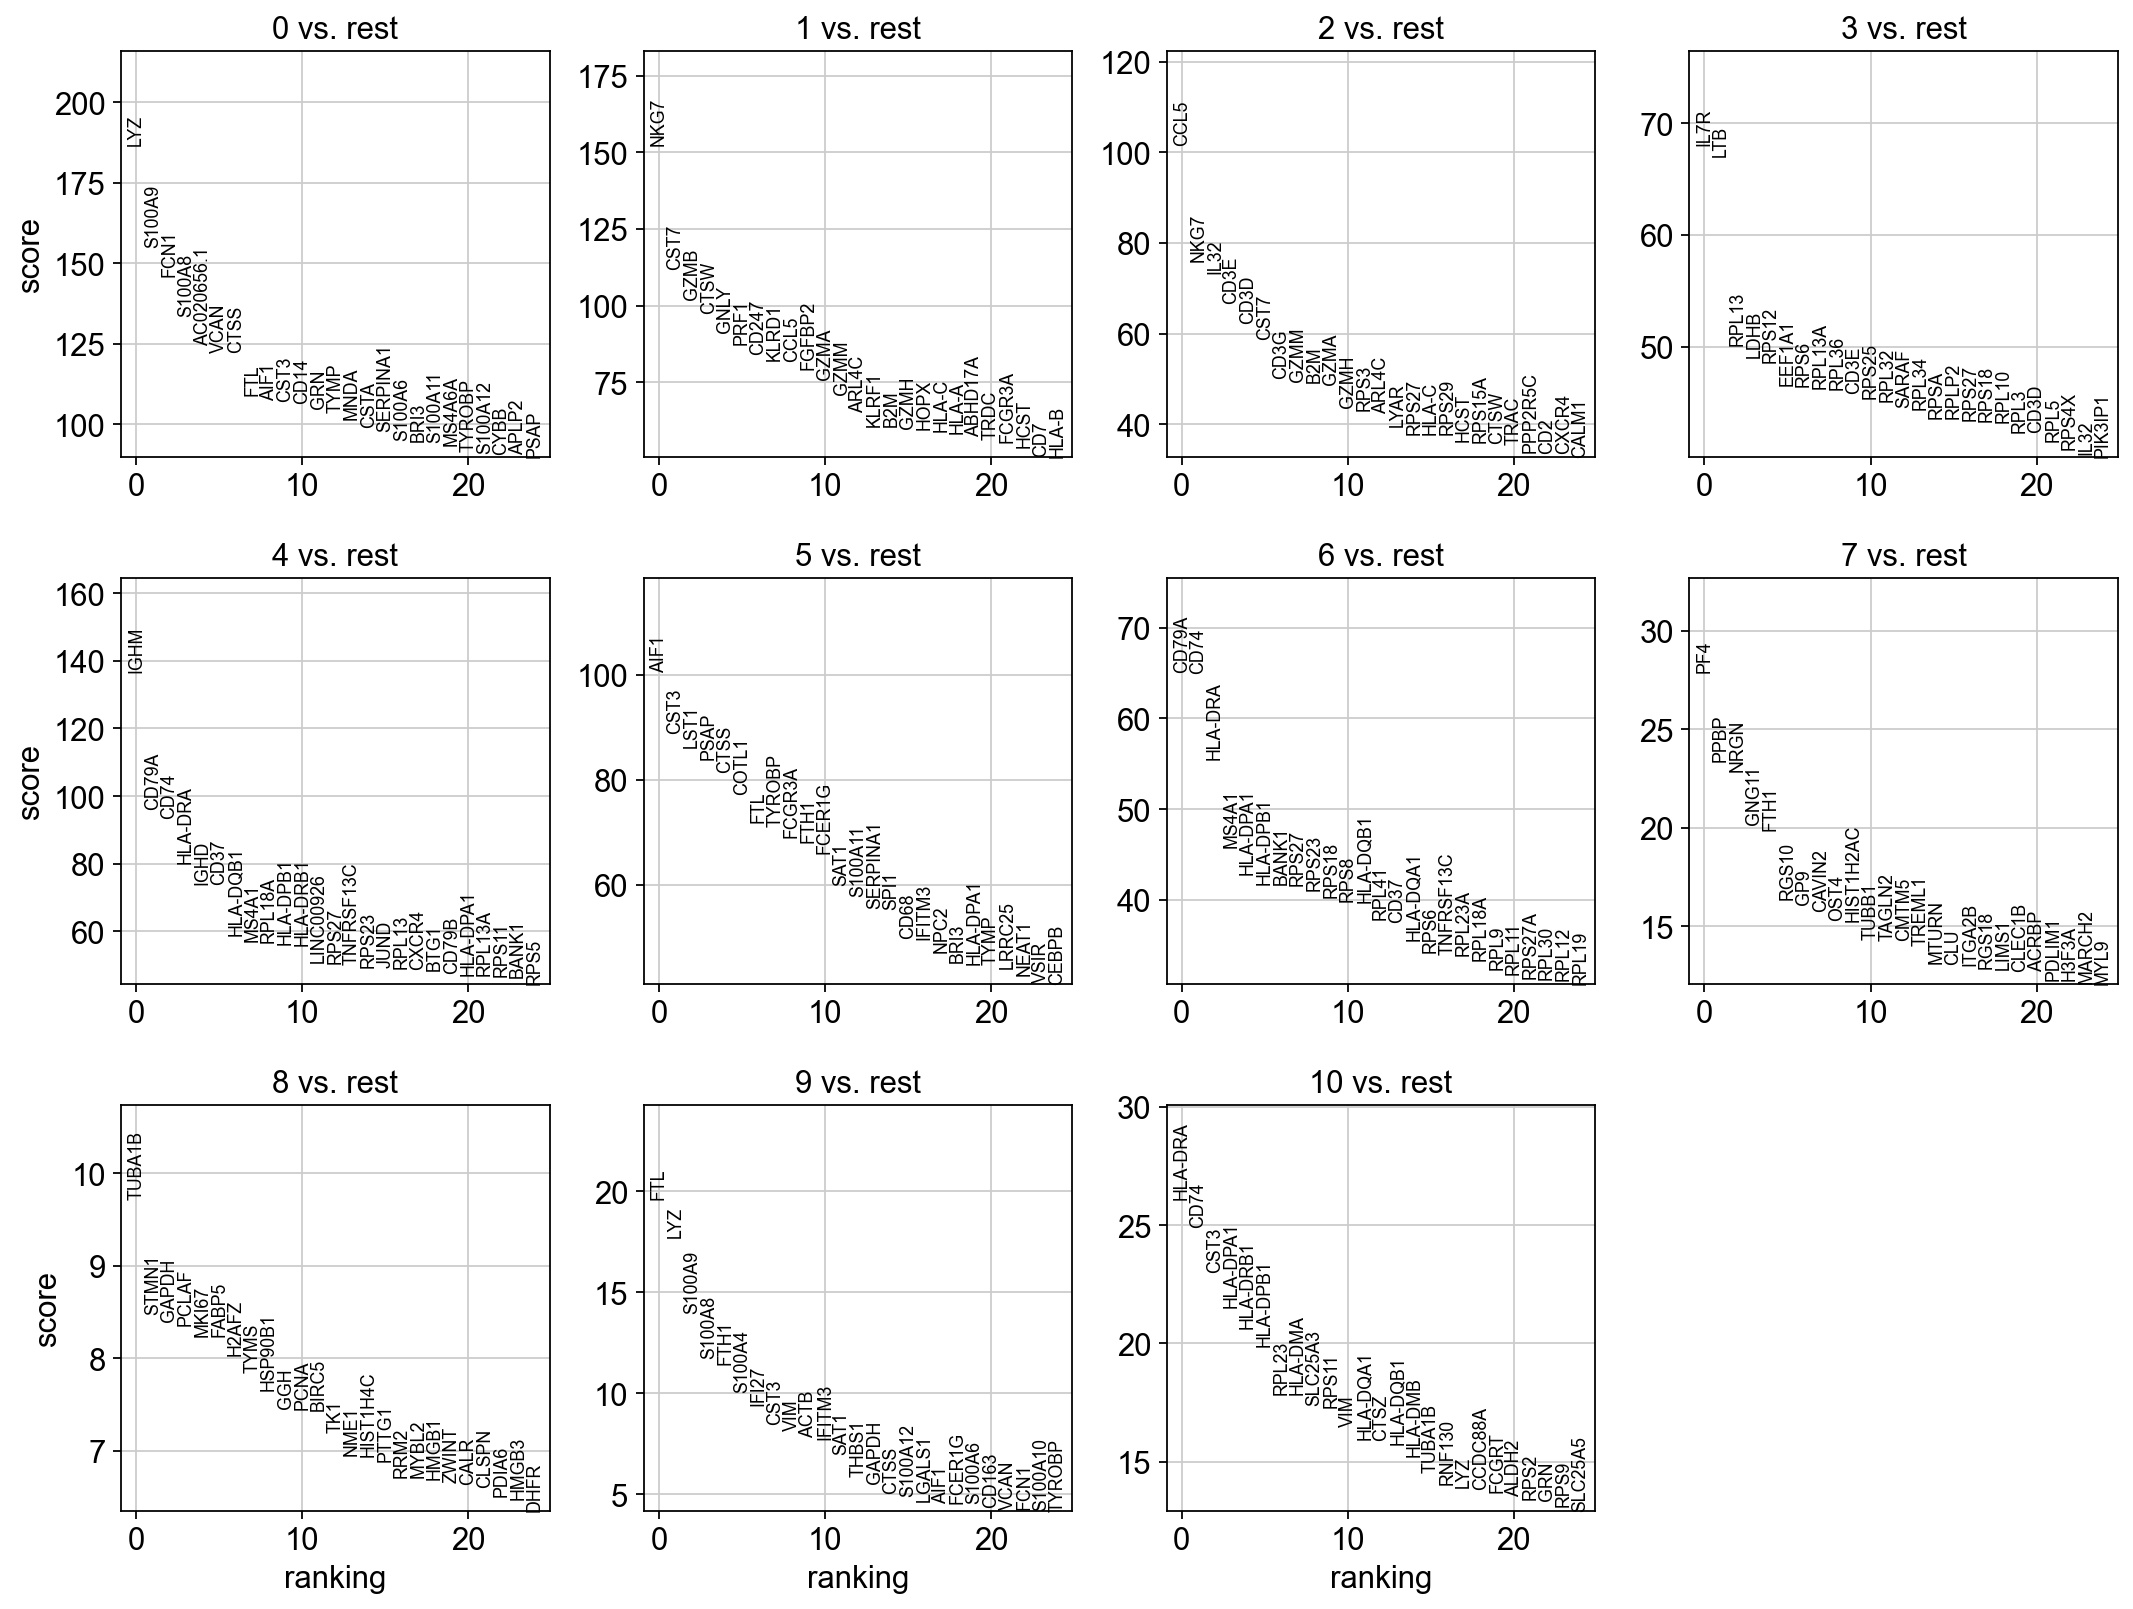 0 vs. rest
1 vs. rest
2 vs. rest
3 vs. rest
score
200
175
150
125
100
LYZ
S100A9
FCN1
S100A8
AC020656.1
VCAN
CTSS
FTL
AIF1
CST3
CD14
GRN
TYMP
MNDA
CSTA
SERPINA1
S100A6
BRI3
S100A11
MS4A6A
TYROBP
S100A12
CYBB
APLP2
PSAP
0
10
20
175
150
125
100
75
NKG7
CST7
GZMB
CTSW
GNLY
PRF1
CD247
KLRD1
CCL5
FGFBP2
GZMA
GZMM
ARL4C
KLRF1
B2M
GZMH
HOPX
HLA-C
HLA-A
ABHD17A
TRDC
FCGR3A
HCST
CD7
HLA-B
0
10
20
120
100
80
60
40
CCL5
NKG7
IL32
CD3E
CD3D
CST7
CD3G
GZMM
B2M
GZMA
GZMH
RPS3
ARL4C
LYAR
RPS27
HLA-C
RPS29
HCST
RPS15A
CTSW
TRAC
PPP2R5C
CD2
CXCR4
CALM1
0
10
20
70
60
50
IL7R
LTB
RPL13
LDHB
RPS12
EEF1A1
RPS6
RPL13A
RPL36
CD3E
RPS25
RPL32
SARAF
RPL34
RPSA
RPLP2
RPS27
RPS18
RPL10
RPL3
CD3D
RPL5
RPS4X
IL32
PIK3IP1
0
10
20
4 vs. rest
5 vs. rest
6 vs. rest
7 vs. rest
score
160
140
120
100
80
60
IGHM
CD79A
CD74
HLA-DRA
IGHD
CD37
HLA-DQB1
MS4A1
RPL18A
HLA-DPB1
HLA-DRB1
LINC00926
RPS27
TNFRSF13C
RPS23
JUND
RPL13
CXCR4
BTG1
CD79B
HLA-DPA1
RPL13A
RPS11
BANK1
RPS5
0
10
20
100
80
60
AIF1
CST3
LST1
PSAP
CTSS
COTL1
FTL
TYROBP
FCGR3A
FTH1
FCER1G
SAT1
S100A11
SERPINA1
SPI1
CD68
IFITM3
NPC2
BRI3
HLA-DPA1
TYMP
LRRC25
NEAT1
VSIR
CEBPB
0
10
20
70
60
50
40
CD79A
CD74
HLA-DRA
MS4A1
HLA-DPA1
HLA-DPB1
BANK1
RPS27
RPS23
RPS18
RPS8
HLA-DQB1
RPL41
CD37
HLA-DQA1
RPS6
TNFRSF13C
RPL23A
RPL18A
RPL9
RPL11
RPS27A
RPL30
RPL12
RPL19
0
10
20
30
25
20
15
PF4
PPBP
NRGN
GNG11
FTH1
RGS10
GP9
CAVIN2
OST4
HIST1H2AC
TUBB1
TAGLN2
CMTM5
TREML1
MTURN
CLU
ITGA2B
RGS18
LIMS1
CLEC1B
ACRBP
PDLIM1
H3F3A
MARCH2
MYL9
0
10
20
8 vs. rest
9 vs. rest
10 vs. rest
score
10
9
8
7
TUBA1B
STMN1
GAPDH
PCLAF
MKI67
FABP5
H2AFZ
TYMS
HSP90B1
GGH
PCNA
BIRC5
TK1
NME1
HIST1H4C
PTTG1
RRM2
MYBL2
HMGB1
ZWINT
CALR
CLSPN
PDIA6
HMGB3
DHFR
0
10
20
ranking
20
15
10
5
FTL
LYZ
S100A9
S100A8
FTH1
S100A4
IFI27
CST3
VIM
ACTB
IFITM3
SAT1
THBS1
GAPDH
CTSS
S100A12
LGALS1
AIF1
FCER1G
S100A6
CD163
VCAN
FCN1
S100A10
TYROBP
0
10
20
ranking
30
25
20
15
HLA-DRA
CD74
CST3
HLA-DPA1
HLA-DRB1
HLA-DPB1
RPL23
HLA-DMA
SLC25A3
RPS11
VIM
HLA-DQA1
CTSZ
HLA-DQB1
HLA-DMB
TUBA1B
RNF130
LYZ
CCDC88A
FCGRT
ALDH2
RPS2
GRN
RPS9
SLC25A5
0
10
20
ranking